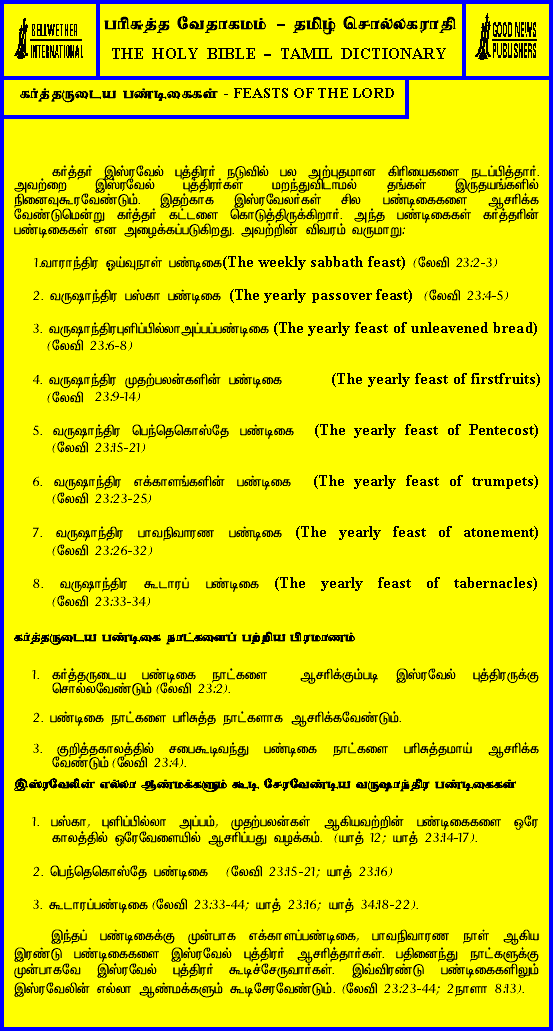 BELLWETHER
INTERNATIONAL
பரிசுத்த வேதாகமம் – தமிழ் சொல்லகராதி
THE HOLY BIBLE – TAMIL DICTIONARY
GOOD NEWS
PUBLISHERS
கர்த்தருடைய பண்டிகைகள் - FEASTS OF THE LORD
கர்த்தர் இஸ்ரவேல் புத்திரர் நடுவில் பல அற்புதமான கிரியைகளை நடப்பித்தார்.
அவற்றை இஸ்ரவேல் புத்திரர்கள் மறந்துவிடாமல் தங்கள் இருதயங்களில்
நினைவுகூரவேண்டும். இதற்காக இஸ்ரவேலர்கள் சில பண்டிகைகளை ஆசரிக்க
வேண்டுமென்று கர்த்தர் கட்டளை கொடுத்திருக்கிறார். அந்த பண்டிகைகள் கர்த்தரின்
பண்டிகைகள் என அழைக்கப்படுகிறது. அவற்றின் விவரம் வருமாறு:
1.வாராந்திர ஓய்வுநாள் பண்டிகை(The weekly sabbath feast) (லேவி 23:2-3)
2. வருஷாந்திர பஸ்கா பண்டிகை (The yearly passover feast) (லேவி 23:4-5)
3. வருஷாந்திரபுளிப்பில்லாஅப்பப்பண்டிகை (The yearly feast of unleavened bread)
(லேவி 23:6-8)
4. வருஷாந்திர முதற்பலன்களின் பண்டிகை (The yearly feast of firstfruits)
(லேவி 23:9-14)
5. வருஷாந்திர பெந்தெகொஸ்தே பண்டிகை (The yearly feast of Pentecost)
(லேவி 23:15-21)
6. வருஷாந்திர எக்காளங்களின் பண்டிகை (The yearly feast of trumpets)
(லேவி 23:23-25)
7. வருஷாந்திர பாவநிவாரண பண்டிகை (The yearly feast of atonement)
(லேவி 23:26-32)
8. வருஷாந்திர கூடாரப் பண்டிகை (The yearly feast of tabernacles)
(லேவி 23:33-34)
கர்த்தருடைய பண்டிகை நாட்களைப் பற்றிய பிரமாணம்
1. கர்த்தருடைய பண்டிகை நாட்களை ஆசரிக்கும்படி இஸ்ரவேல் புத்திரருக்கு
சொல்லவேண்டும் (லேவி 23:2).
2. பண்டிகை நாட்களை பரிசுத்த நாட்களாக ஆசரிக்கவேண்டும்.
3. குறித்தகாலத்தில் சபைகூடிவந்து பண்டிகை நாட்களை பரிசுத்தமாய் ஆசரிக்க
வேண்டும் (லேவி 23:4).
இஸ்ரவேலின் எல்லா ஆண்மக்களும் கூடி சேரவேண்டிய வருஷாந்திர பண்டிகைகள்
1. பஸ்கா, புளிப்பில்லா அப்பம், முதற்பலன்கள் ஆகியவற்றின் பண்டிகைகளை ஒரே
காலத்தில் ஒரேவேளையில் ஆசரிப்பது வழக்கம். (யாத் 12; யாத் 23:14-17).
2. பெந்தெகொஸ்தே பண்டிகை (லேவி 23:15-21; யாத் 23:16)
3. கூடாரப்பண்டிகை (லேவி 23:33-44; யாத் 23:16; யாத் 34:18-22).
இந்தப் பண்டிகைக்கு முன்பாக எக்காளப்பண்டிகை, பாவநிவாரண நாள் ஆகிய
இரண்டு பண்டிகைகளை இஸ்ரவேல் புத்திரர் ஆசரித்தார்கள். பதினைந்து நாட்களுக்கு
முன்பாகவே இஸ்ரவேல் புத்திரர் கூடிச்சேருவார்கள். இவ்விரண்டு பண்டிகைகளிலும்
இஸ்ரவேலின் எல்லா ஆண்மக்களும் கூடிசேரவேண்டும். (லேவி 23:23-44; 2நாளா 8:13).